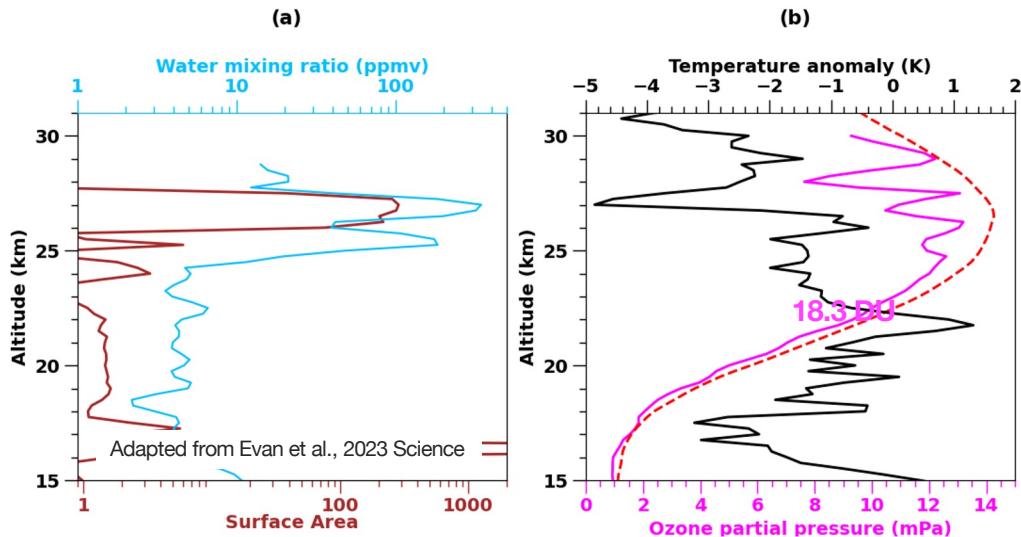 (a)
(b)
Water mixing ratio (ppmv)
Temperature anomaly (K)
1 10 100
−5 −4 −3 −2 −1 0 1 2
30
25
20
15
Altitude (km)
30
25
20
15
Altitude (km)
18.3 DU
Adapted from Evan et al., 2023 Science
1 100 1000
0 2 4 6 8 10 12 14
Surface Area
Ozone partial pressure (mPa)